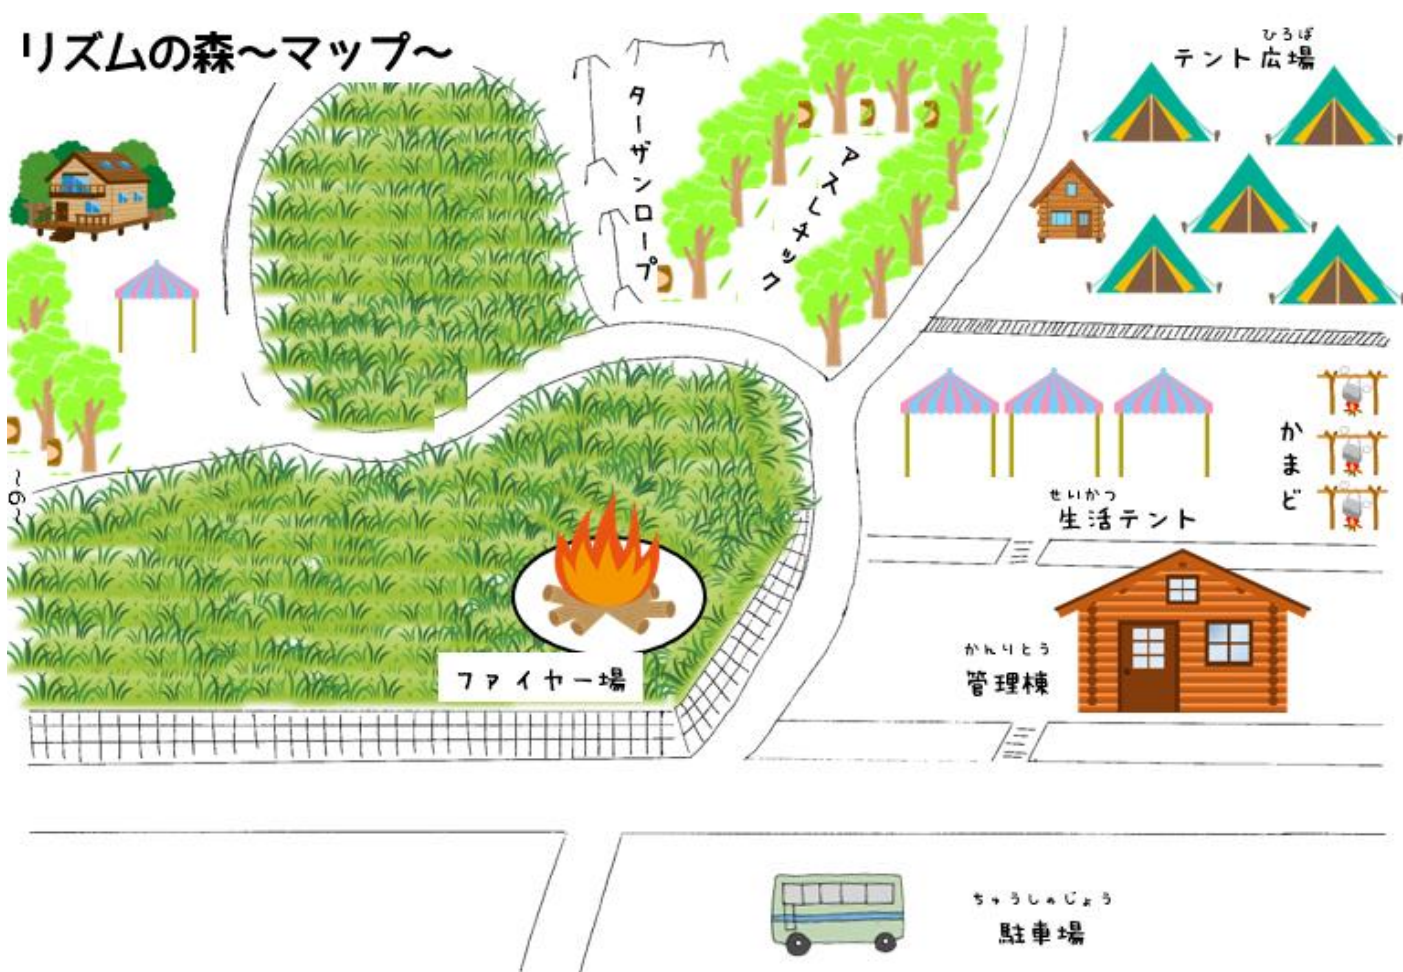 リズムの森～マップ～
ターザンロープ
アスレチック
ひろば
テント広場
かまど
せいかつ
生活テント
～6～
ファイヤー場
かんりとう
管理棟
ちゅうしゃじょう
駐車場